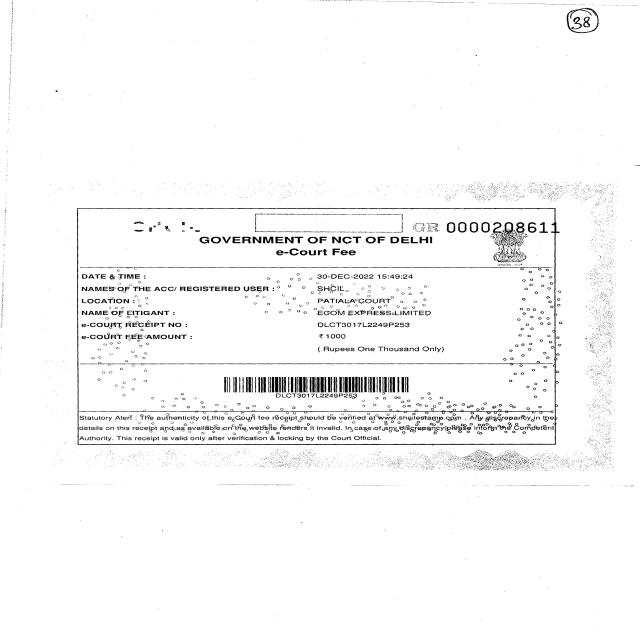 38
GR 0000208611
GOVERNMENT OF NCT OF DELHI
e-Court Fee
DATE & TIME : 30-DEC-2022 15:49:24
NAMES OF THE ACC/ REGISTERED USER : SHCIL
LOCATION : PATIALA COURT
NAME OF LITIGANT : ECOM EXPRESS LIMITED
e-COURT RECEIPT NO : DLCT3017L2249P253
e-COURT FEE AMOUNT : ₹ 1000
( Rupees One Thousand Only)
DLCT3017L2249P253
Statutory Alert : The authenticity of this e-Court fee receipt should be verified at www.shcilestamp.com . Any discrepancy in the
details on this receipt and as available on the website renders it invalid. In case of any discrepancy please inform the Competent
Authority. This receipt is valid only after verification & locking by the Court Official.